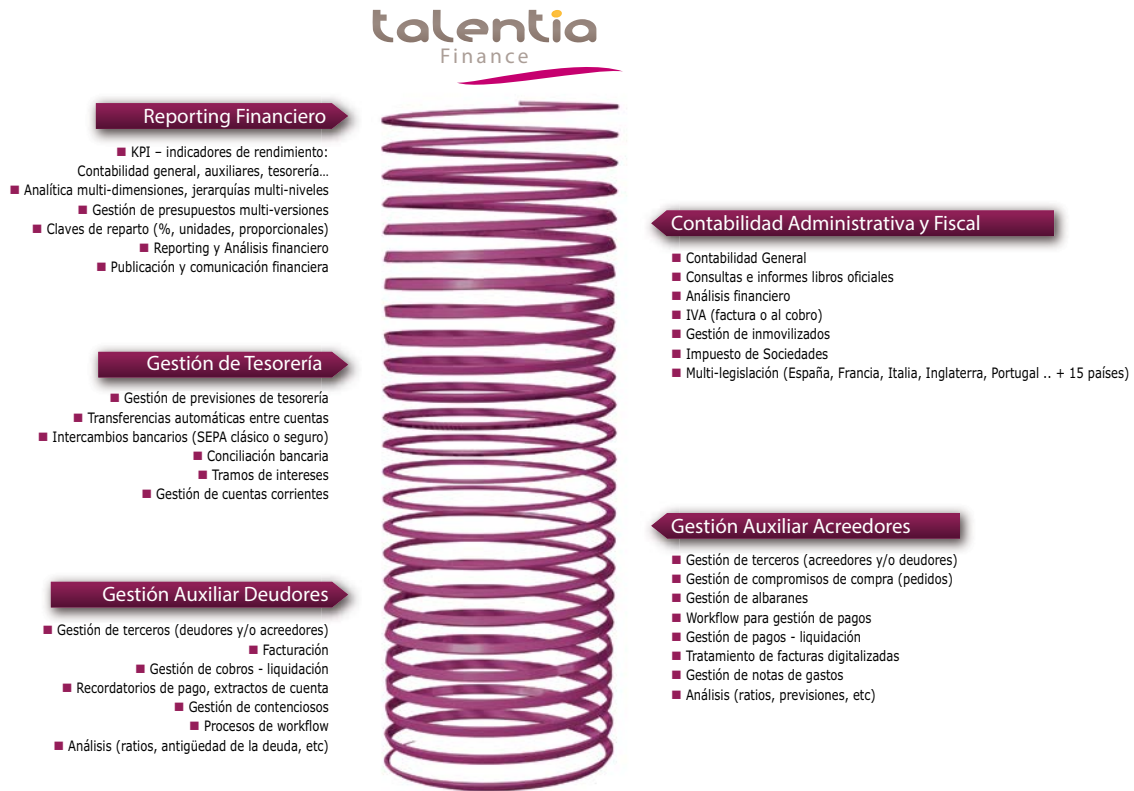 talentia
Finance
Reporting Financiero
■ KPI – indicadores de rendimiento:
Contabilidad general, auxiliares, tesorería...
■ Analítica multi-dimensiones, jerarquías multi-niveles
■ Gestión de presupuestos multi-versiones
■ Claves de reparto (%, unidades, proporcionales)
■ Reporting y Análisis financiero
■ Publicación y comunicación financiera
Gestión de Tesorería
■ Gestión de previsiones de tesorería
■ Transferencias automáticas entre cuentas
■ Intercambios bancarios (SEPA clásico o seguro)
■ Conciliación bancaria
■ Tramos de intereses
■ Gestión de cuentas corrientes
Gestión Auxiliar Deudores
■ Gestión de terceros (deudores y/o acreedores)
■ Facturación
■ Gestión de cobros - liquidación
■ Recordatorios de pago, extractos de cuenta
■ Gestión de contenciosos
■ Procesos de workflow
■ Análisis (ratios, antigüedad de la deuda, etc)
Contabilidad Administrativa y Fiscal
■ Contabilidad General
■ Consultas e informes libros oficiales
■ Análisis financiero
■ IVA (factura o al cobro)
■ Gestión de inmovilizados
■ Impuesto de Sociedades
■ Multi-legislación (España, Francia, Italia, Inglaterra, Portugal .. + 15 países)
Gestión Auxiliar Acreedores
■ Gestión de terceros (acreedores y/o deudores)
■ Gestión de compromisos de compra (pedidos)
■ Gestión de albaranes
■ Workflow para gestión de pagos
■ Gestión de pagos - liquidación
■ Tratamiento de facturas digitalizadas
■ Gestión de notas de gastos
■ Análisis (ratios, previsiones, etc)